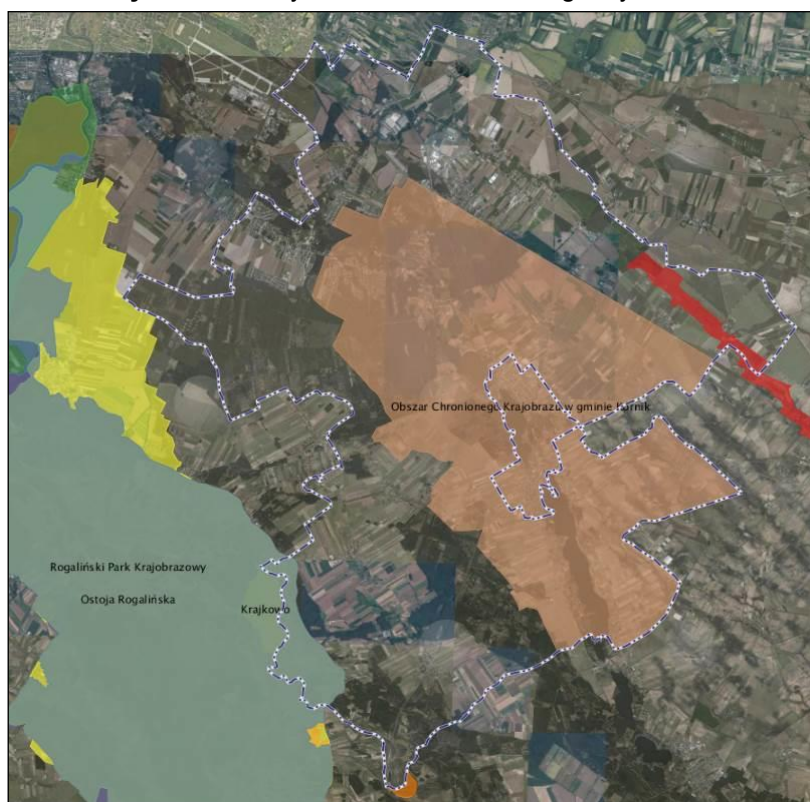 Obszar Chronionego Krajobrazu w gminie Kórnik
Rogaliński Park Krajobrazowy
Ostoja Rogalińska
Krajkowo